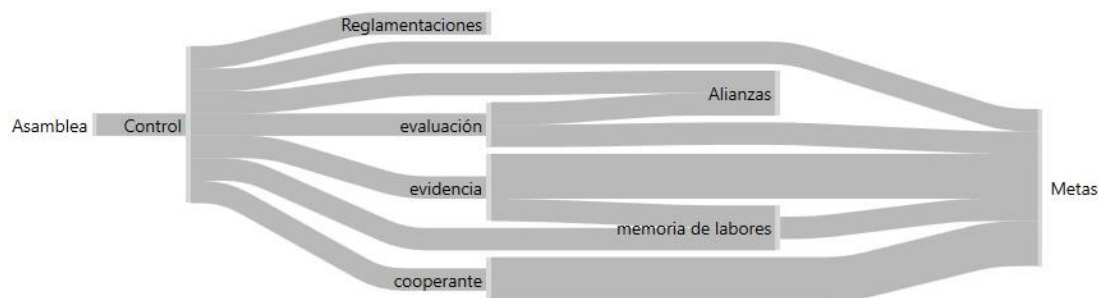 Reglamentaciones
Alianzas
Asamblea
Control
evaluación
evidencia
Metas
memoria de labores
cooperante